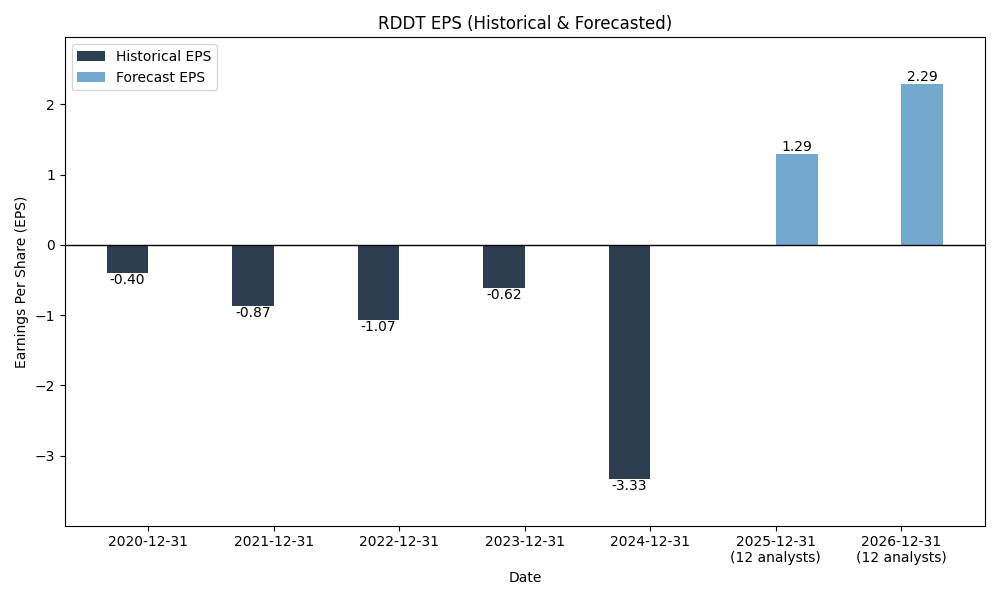 RDDT EPS (Historical & Forecasted)
Historical EPS
Forecast EPS
Earnings Per Share (EPS)
2
1
0
−1
−2
−3
-0.40
-0.87
-1.07
-0.62
-3.33
1.29
2.29
2020-12-31
2021-12-31
2022-12-31
2023-12-31
2024-12-31
2025-12-31
(12 analysts)
2026-12-31
(12 analysts)
Date